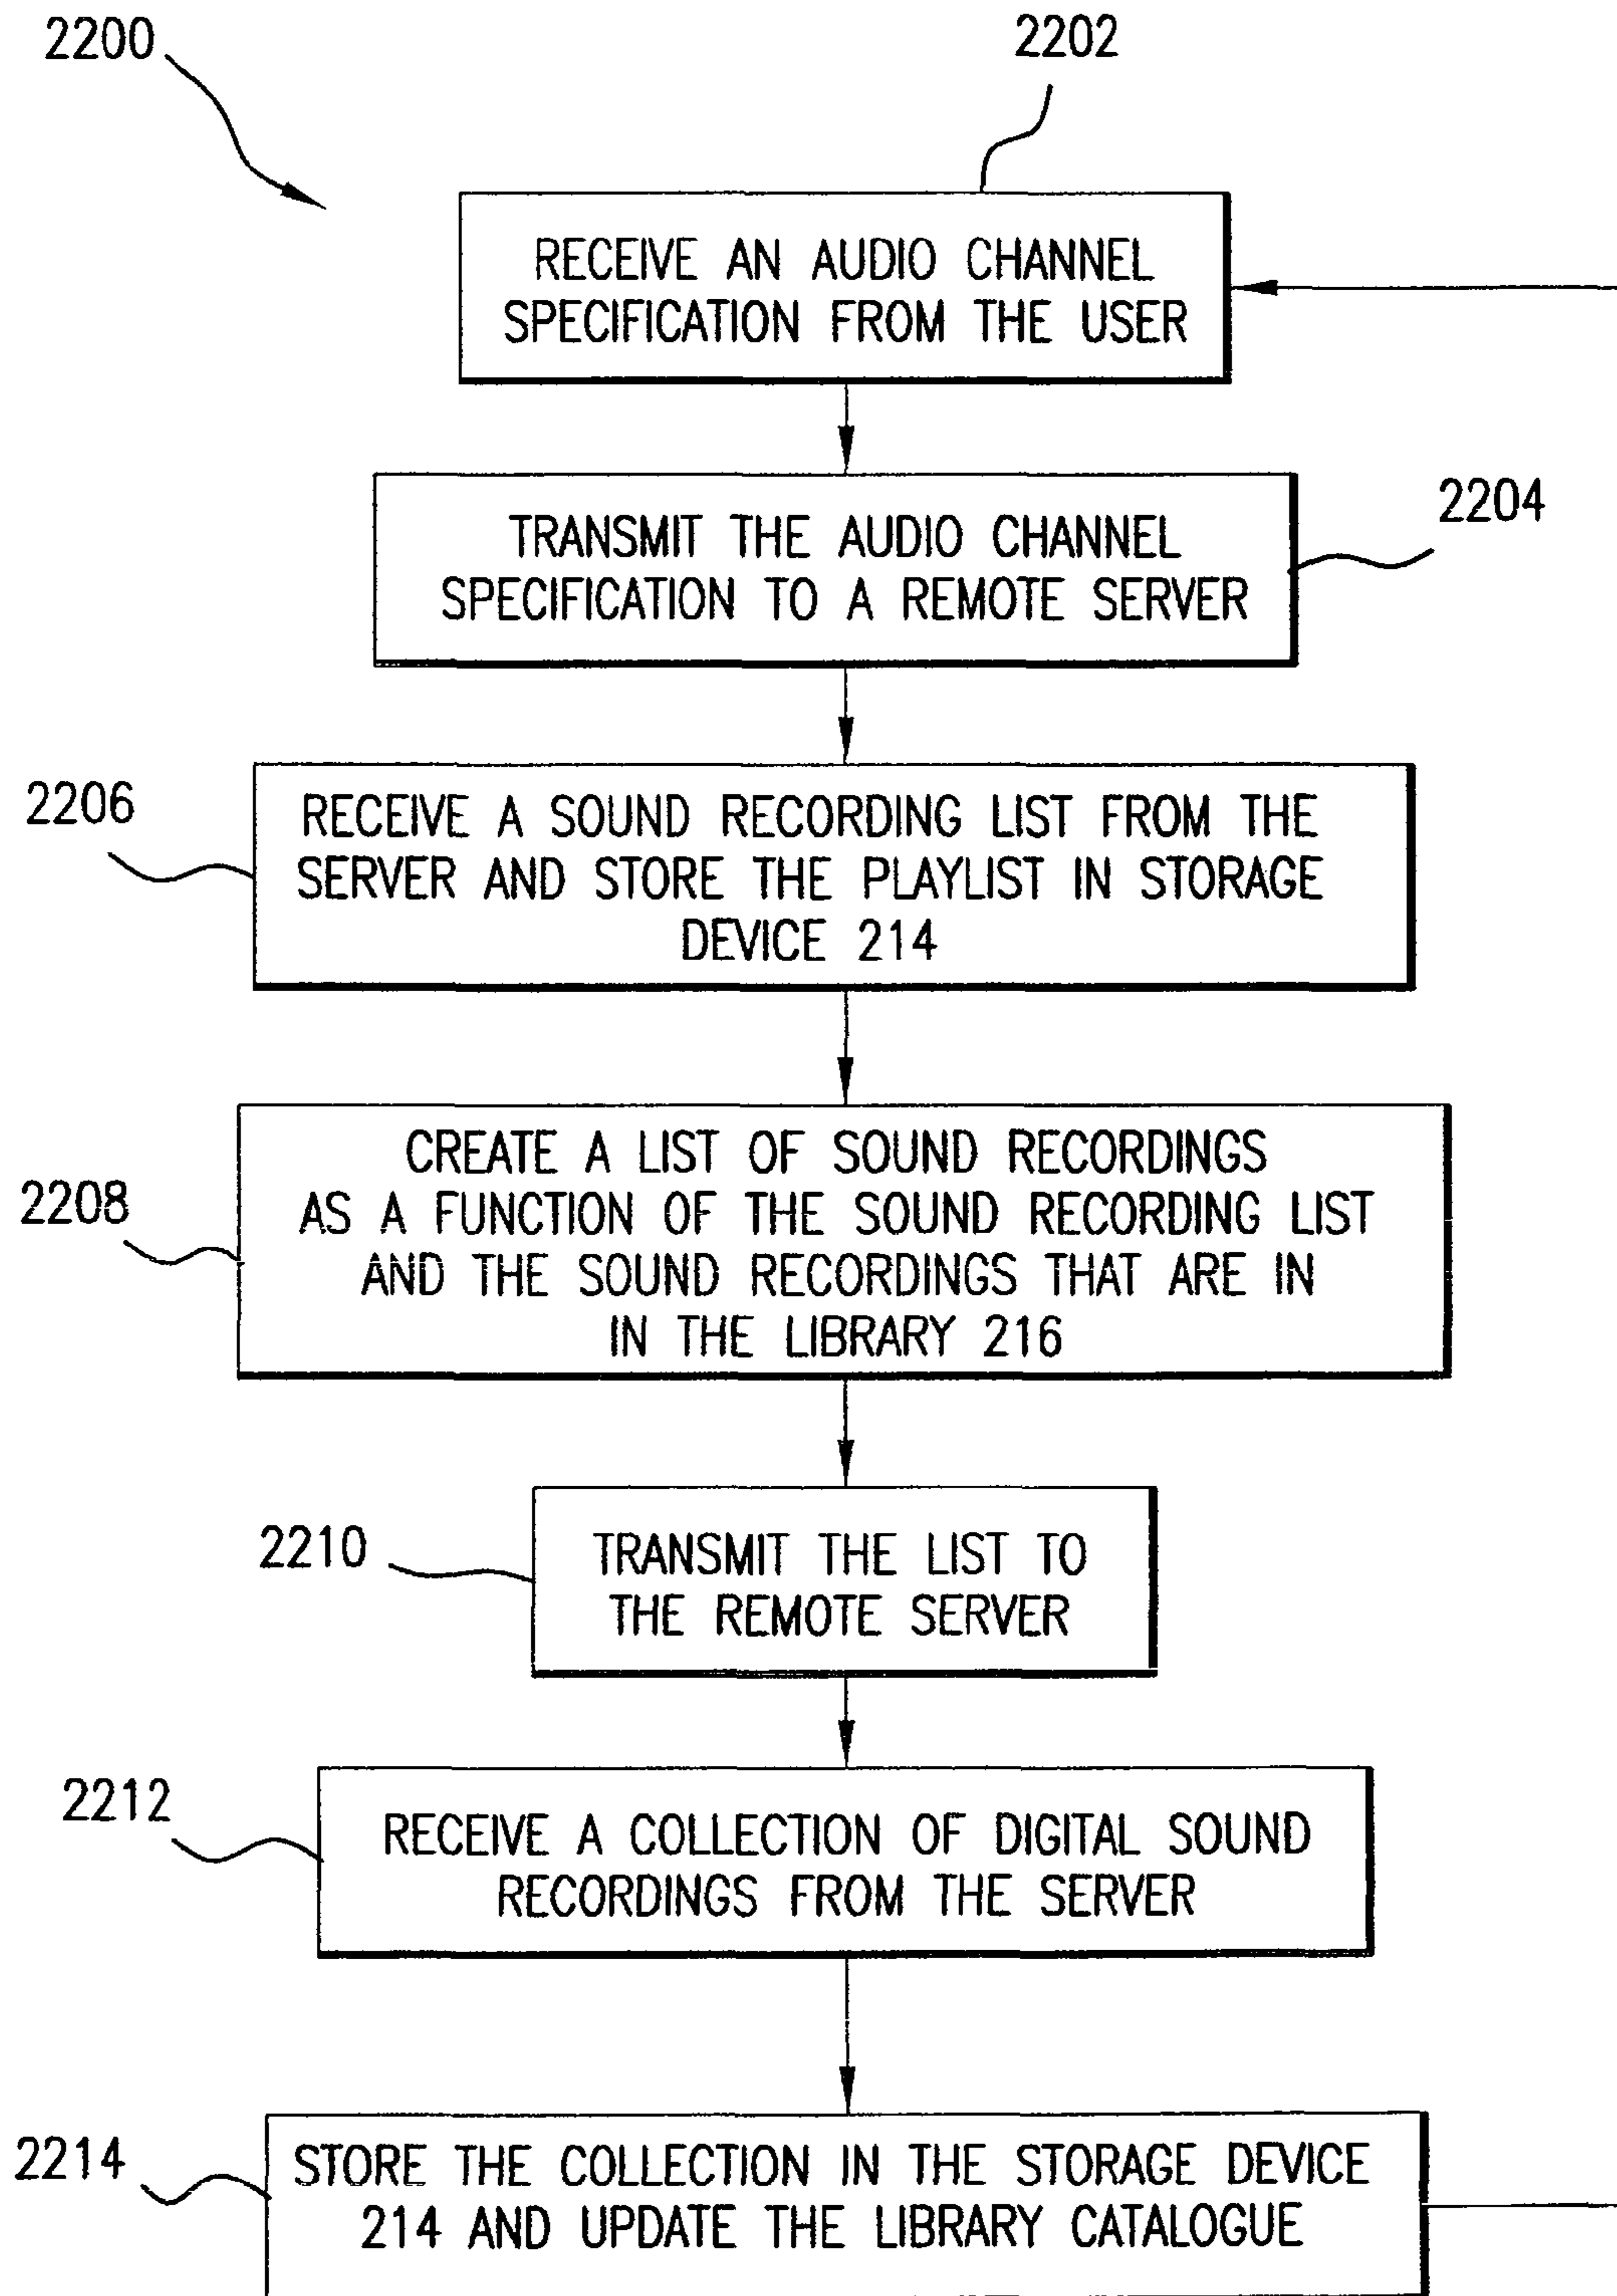 2200
2202
RECEIVE AN AUDIO CHANNEL
SPECIFICATION FROM THE USER
TRANSMIT THE AUDIO CHANNEL
SPECIFICATION TO A REMOTE SERVER
2204
2206
RECEIVE A SOUND RECORDING LIST FROM THE
SERVER AND STORE THE PLAYLIST IN STORAGE
DEVICE 214
2208
CREATE A LIST OF SOUND RECORDINGS
AS A FUNCTION OF THE SOUND RECORDING LIST
AND THE SOUND RECORDINGS THAT ARE IN
IN THE LIBRARY 216
2210
TRANSMIT THE LIST TO
THE REMOTE SERVER
2212
RECEIVE A COLLECTION OF DIGITAL SOUND
RECORDINGS FROM THE SERVER
2214
STORE THE COLLECTION IN THE STORAGE DEVICE
214 AND UPDATE THE LIBRARY CATALOGUE